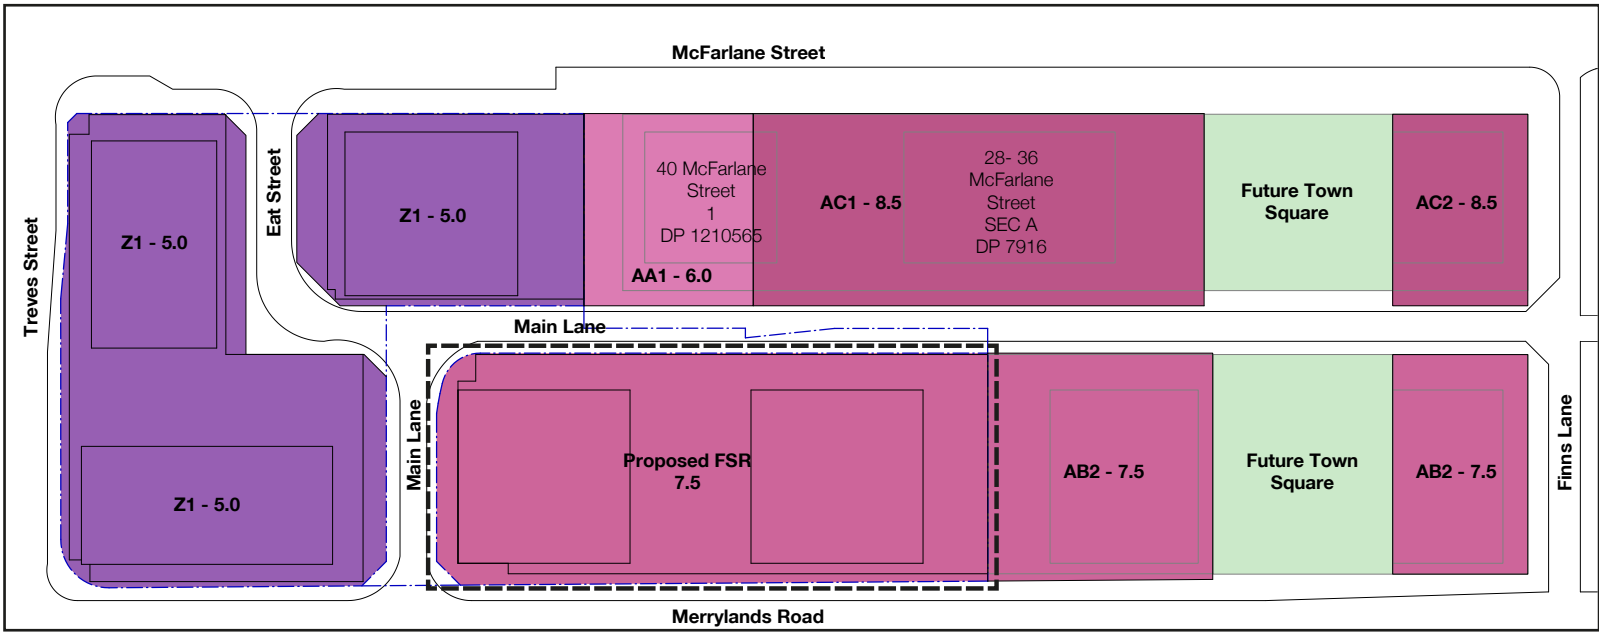 McFarlane Street
Treves Street
Eat Street
Z1 - 5.0
Z1 - 5.0
40 McFarlane
Street
1
DP 1210565
AA1 - 6.0
AC1 - 8.5
28- 36
McFarlane
Street
SEC A
DP 7916
Future Town
Square
AC2 - 8.5
Main Lane
Main Lane
Z1 - 5.0
Proposed FSR
7.5
AB2 - 7.5
Future Town
Square
AB2 - 7.5
Finns Lane
Merrylands Road